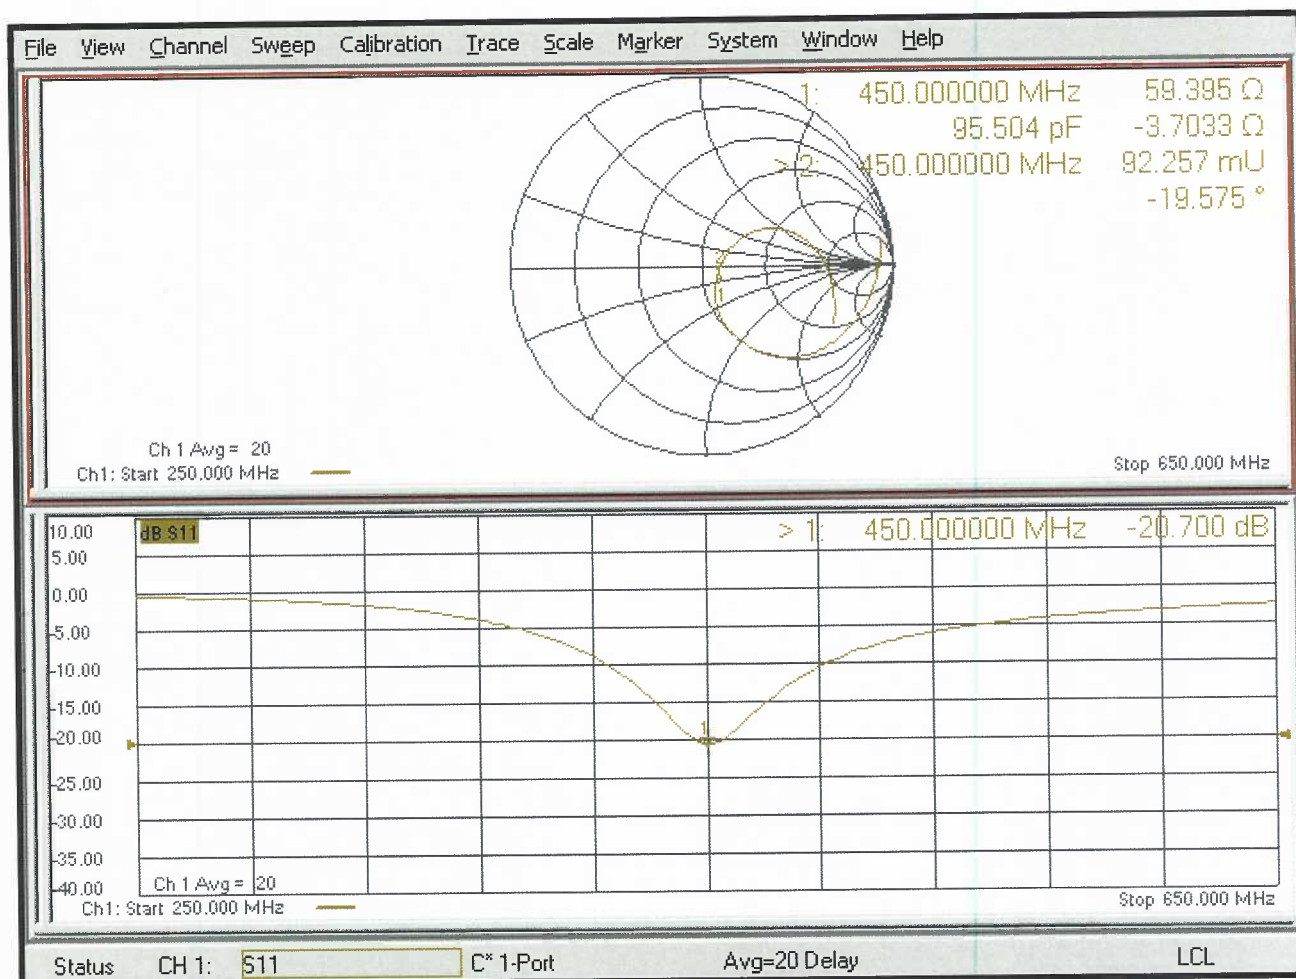 File View Channel Sweep Calibration Trace Scale Marker System Window Help
1: 450.000000 MHz 59.395 Ω
95.504 pF -3.7033 Ω
> 2: 450.000000 MHz 92.257 mU
-19.575 °
1
Ch 1 Avg = 20
Ch1: Start 250.000 MHz
Stop 650.000 MHz
10.00
dB S11
> 1: 450.000000 MHz -20.700 dB
5.00
0.00
-5.00
-10.00
-15.00
1
-20.00
-25.00
-30.00
-35.00
-40.00
Ch 1 Avg = 20
Ch1: Start 250.000 MHz
Stop 650.000 MHz
Status CH 1: S11 C* 1-Port Avg=20 Delay LCL